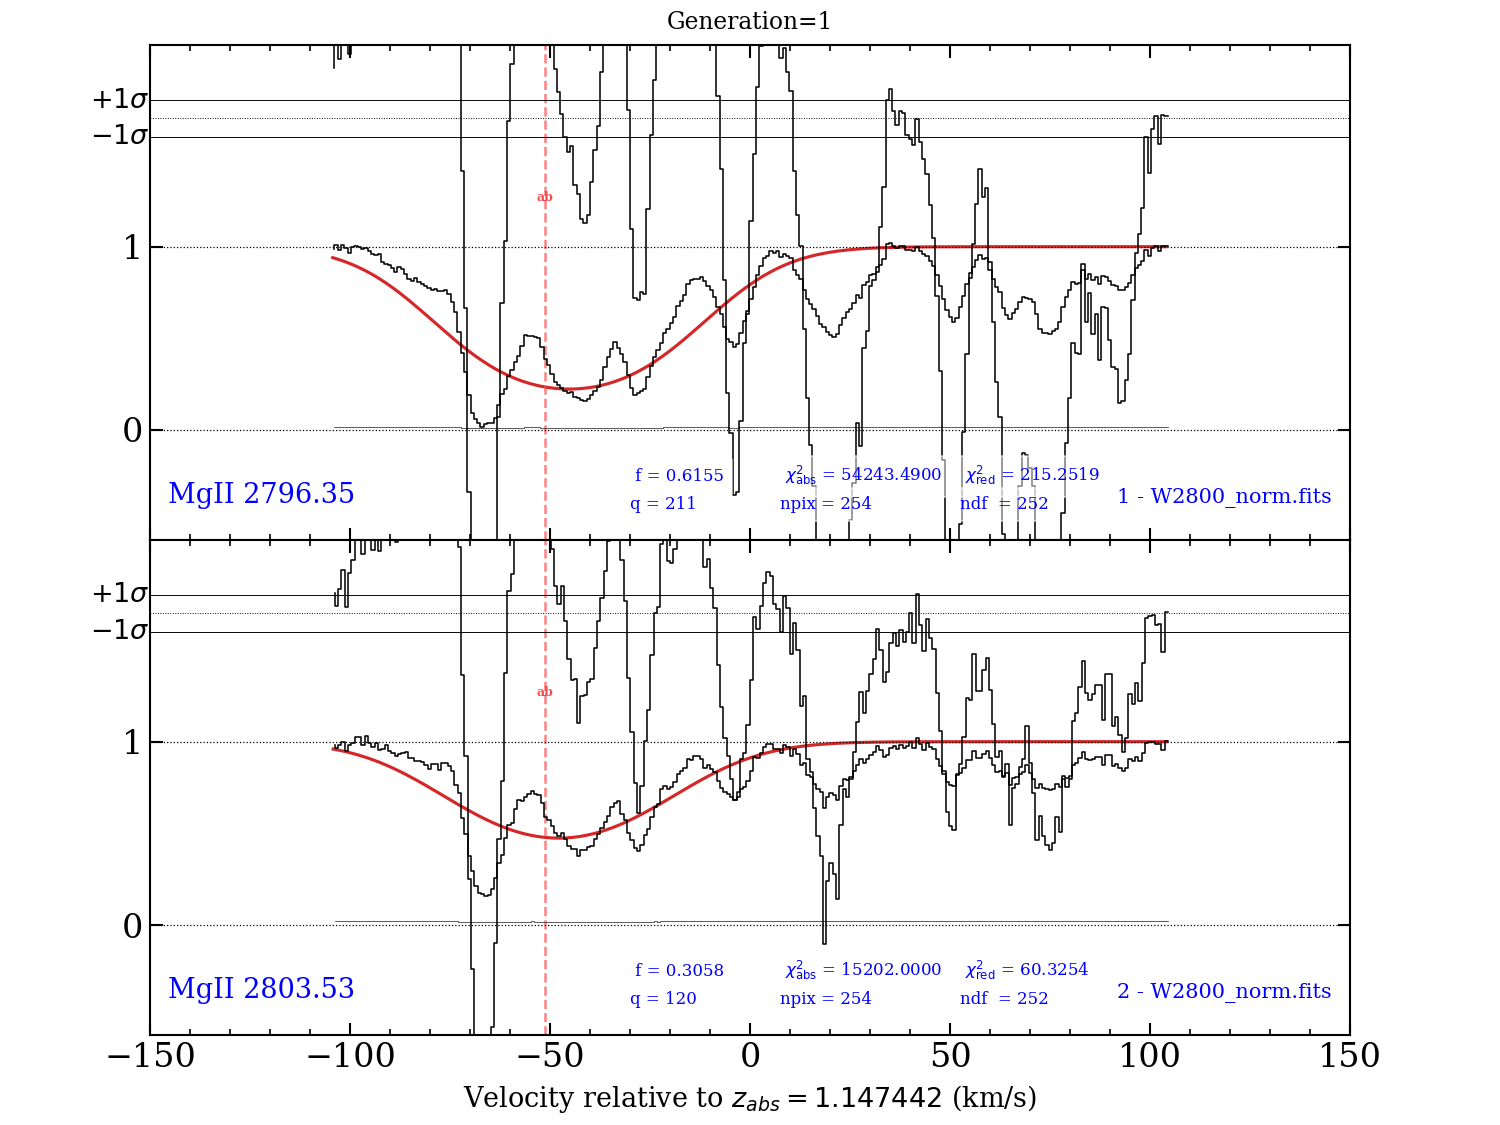 Generation=1
+1σ
−1σ
ab
1
0
f = 0.6155 χ²abs = 54243.4900 χ²red = 215.2519
MgII 2796.35 q = 211 npix = 254 ndf = 252 1 - W2800_norm.fits
+1σ
−1σ
ab
1
0
f = 0.3058 χ²abs = 15202.0000 χ²red = 60.3254
MgII 2803.53 q = 120 npix = 254 ndf = 252 2 - W2800_norm.fits
−150 −100 −50 0 50 100 150
Velocity relative to zabs = 1.147442 (km/s)